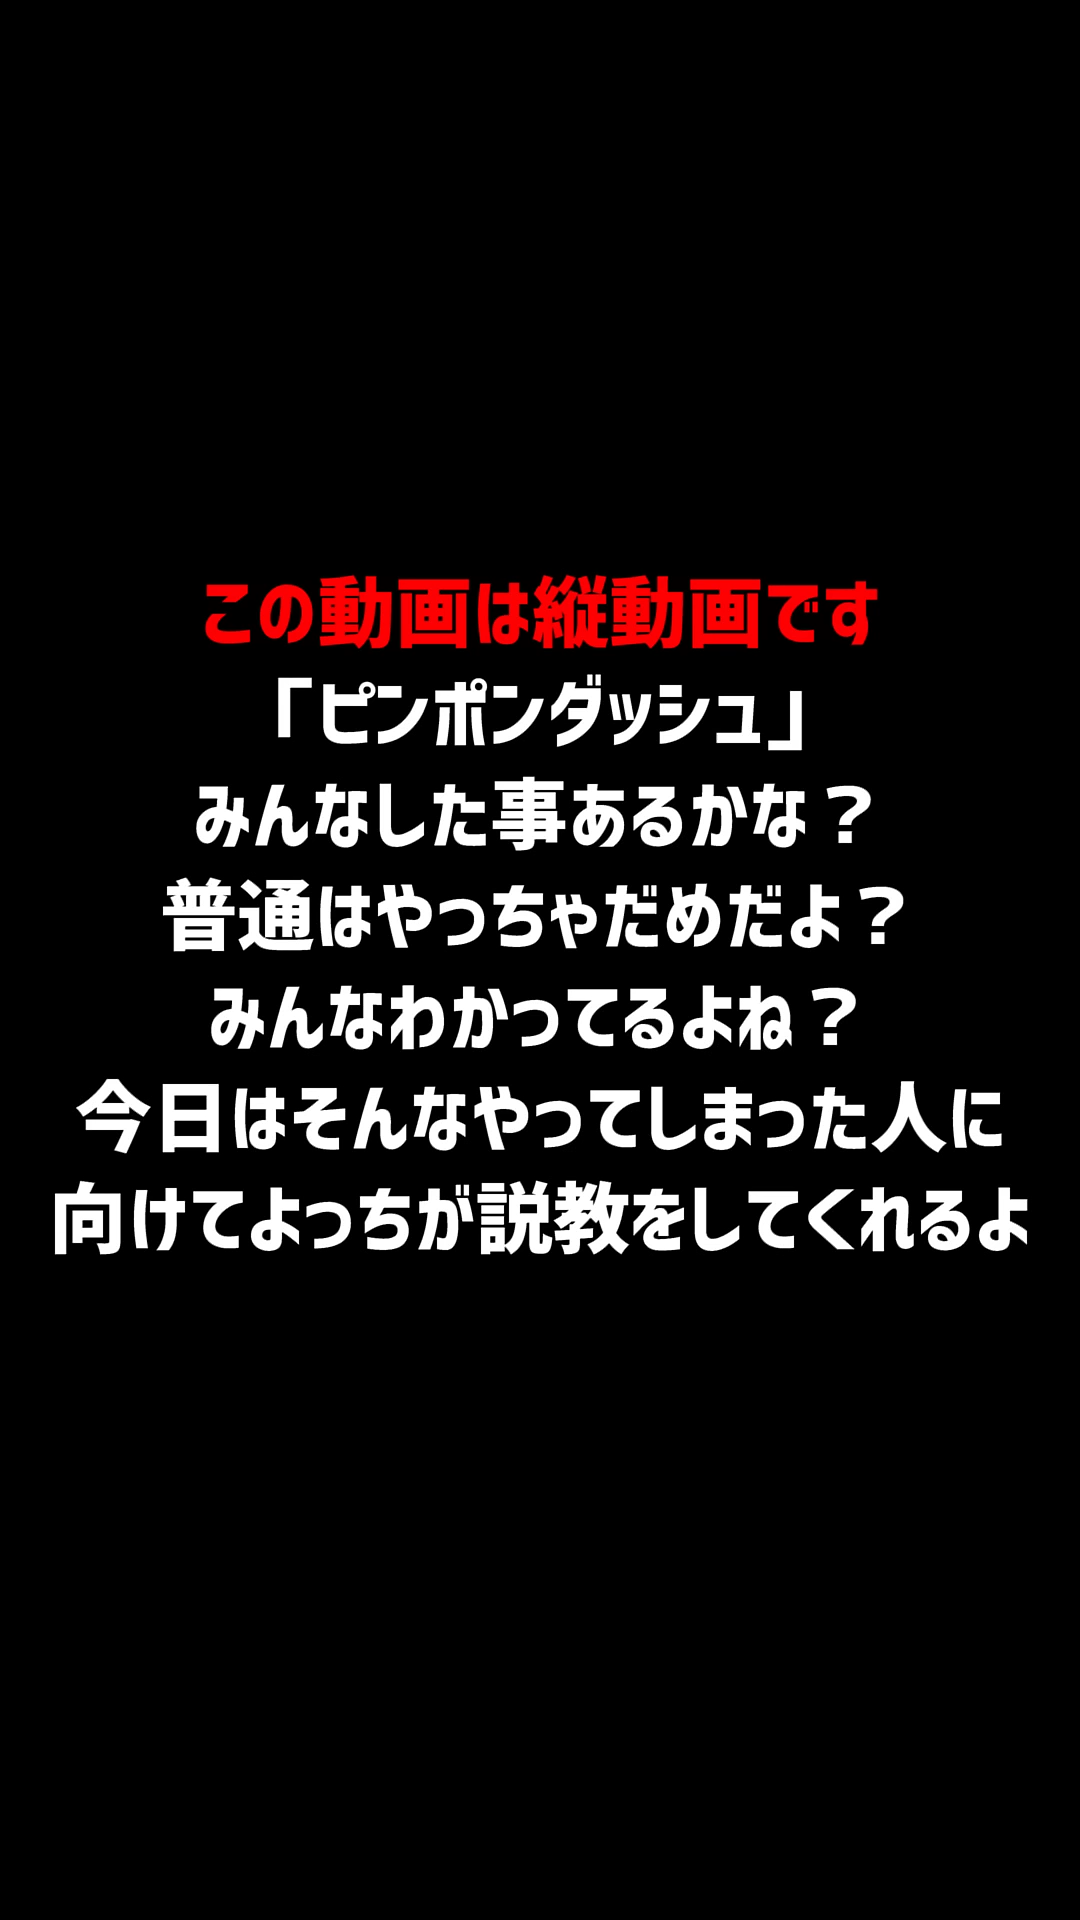 この動画は縦動画です
「ピンポンダッシュ」
みんなした事あるかな？
普通はやっちゃだめだよ？
みんなわかってるよね？
今日はそんなやってしまった人に
向けてよっちが説教をしてくれるよ